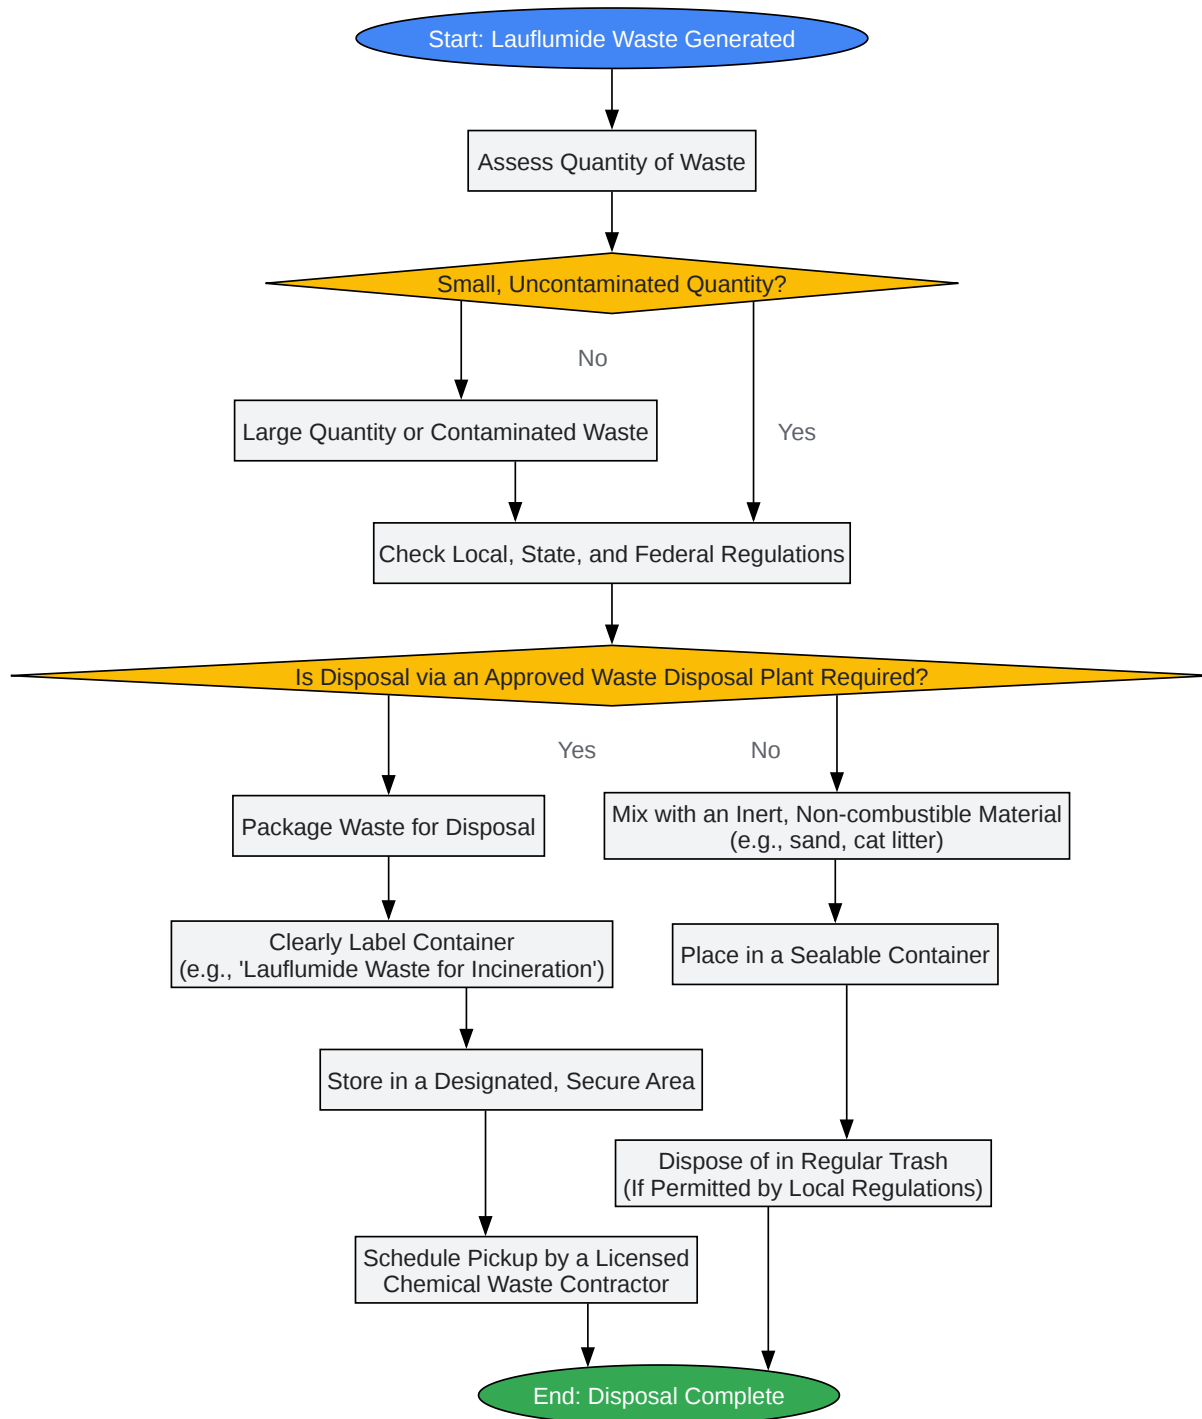 Start: Lauflumide Waste Generated
Assess Quantity of Waste
Small, Uncontaminated Quantity?
No
Large Quantity or Contaminated Waste
Yes
Check Local, State, and Federal Regulations
Is Disposal via an Approved Waste Disposal Plant Required?
Yes
No
Package Waste for Disposal
Mix with an Inert, Non-combustible Material
(e.g., sand, cat litter)
Clearly Label Container
(e.g., 'Lauflumide Waste for Incineration')
Place in a Sealable Container
Store in a Designated, Secure Area
Dispose of in Regular Trash
(If Permitted by Local Regulations)
Schedule Pickup by a Licensed
Chemical Waste Contractor
End: Disposal Complete